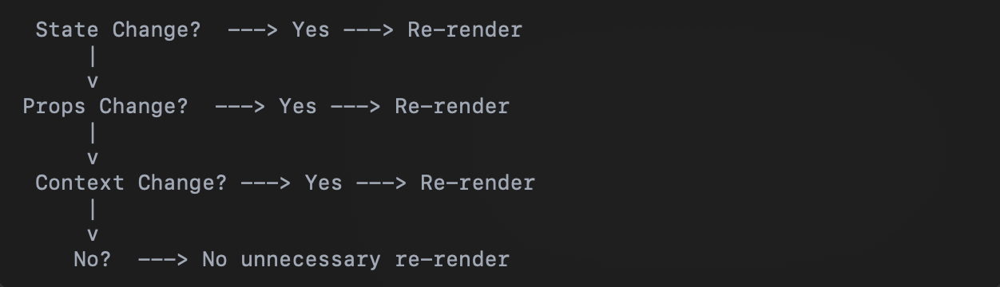 State Change?  ---> Yes ---> Re-render
|
v
Props Change?  ---> Yes ---> Re-render
|
v
Context Change? ---> Yes ---> Re-render
|
v
No?  ---> No unnecessary re-render